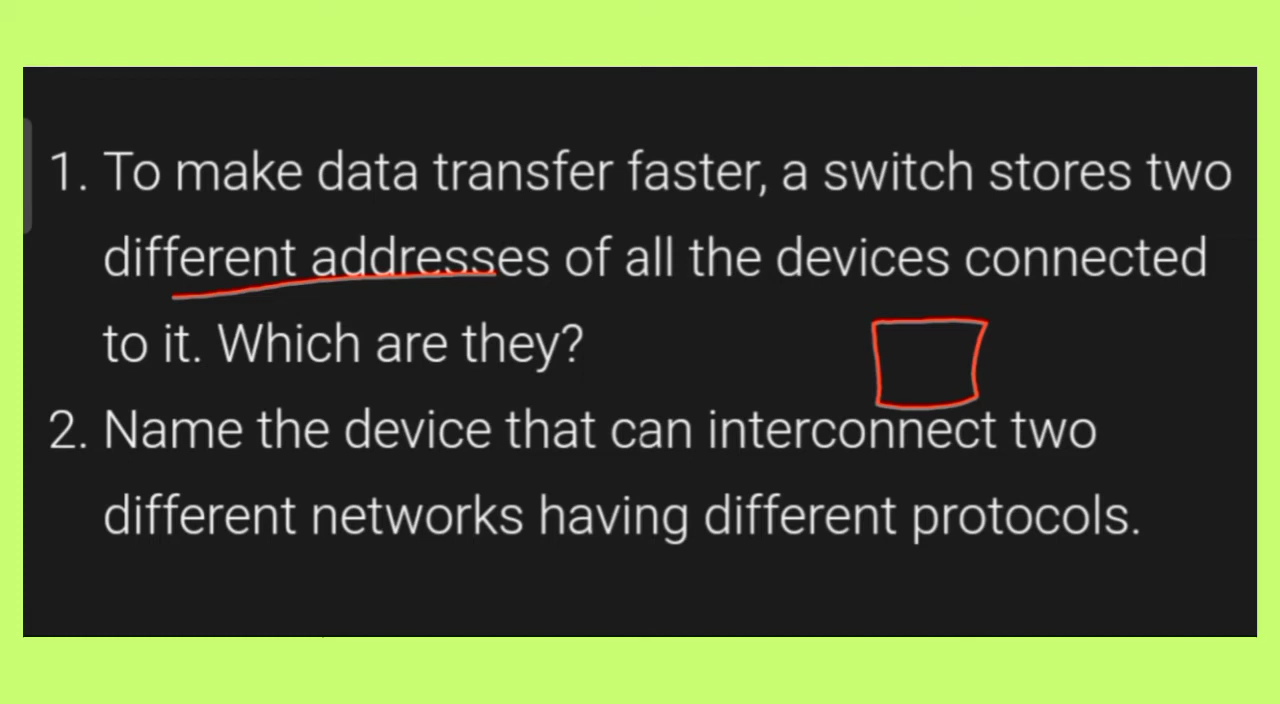 1. To make data transfer faster, a switch stores two
different addresses of all the devices connected
to it. Which are they?
2. Name the device that can interconnect two
different networks having different protocols.